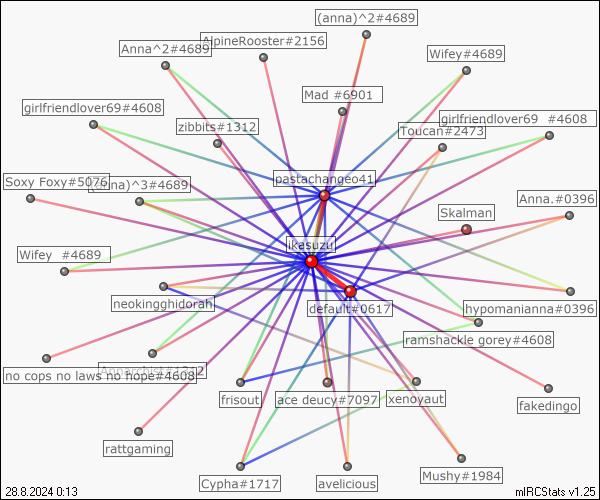 (anna)^2#4689
AlpineRooster#2156
Anna^2#4689
Wifey#4689
Mad #6901
girlfriendlover69#4608
girlfriendlover69 #4608
zibbits#1312
Toucan#2473
pastachangeo41
Soxy Foxy#5076
)^3#4689
Anna.#0396
Skalman
ikasuzu
Wifey #4689
neokingghidorah
default#0617
hypomanianna#0396
ramshackle gorey#4608
no cops no laws no hope#4608
frisout
ace deucy#7097
xenoyaut
fakedingo
rattgaming
Cypha#1717
avelicious
Mushy#1984
28.8.2024 0:13
mIRCStats v1.25